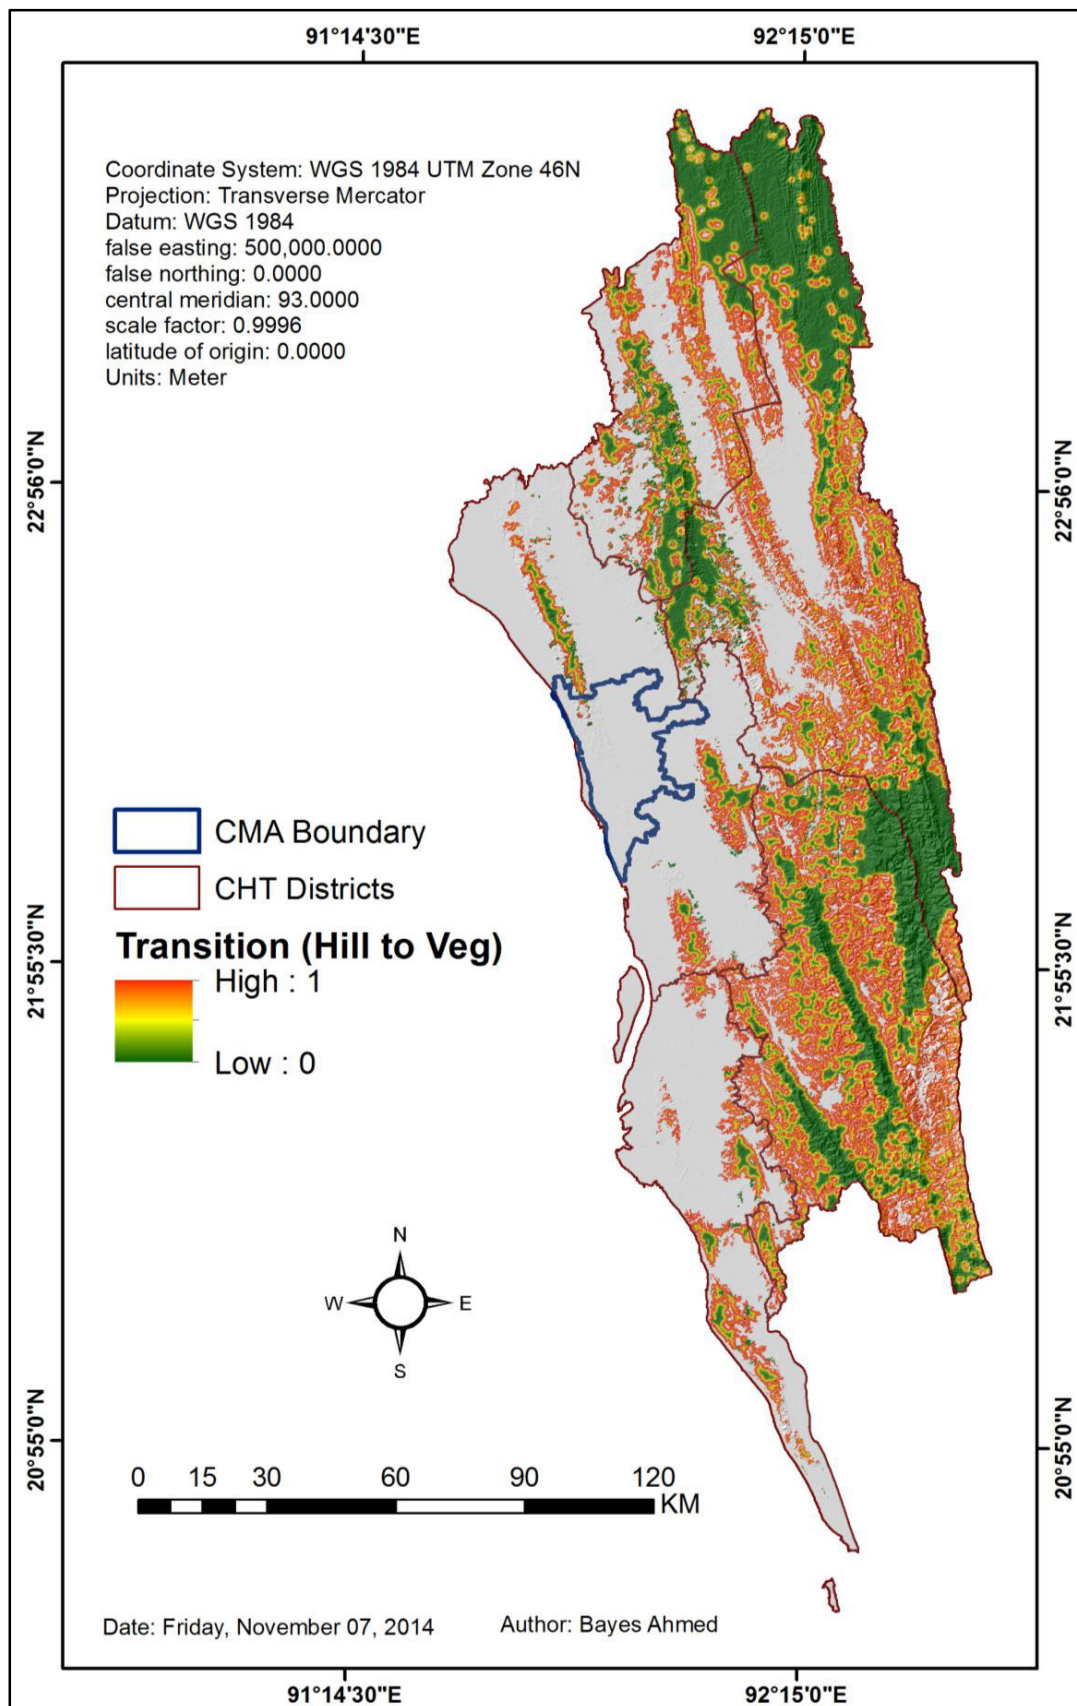 91°14'30"E
92°15'0"E
Coordinate System: WGS 1984 UTM Zone 46N
Projection: Transverse Mercator
Datum: WGS 1984
false easting: 500,000.0000
false northing: 0.0000
central meridian: 93.0000
scale factor: 0.9996
latitude of origin: 0.0000
Units: Meter
22°56'0"N
22°56'0"N
CMA Boundary
CHT Districts
Transition (Hill to Veg)
High : 1
Low : 0
21°55'30"N
21°55'30"N
N
W
E
S
20°55'0"N
20°55'0"N
0 15 30 60 90 120
KM
Date: Friday, November 07, 2014
Author: Bayes Ahmed
91°14'30"E
92°15'0"E